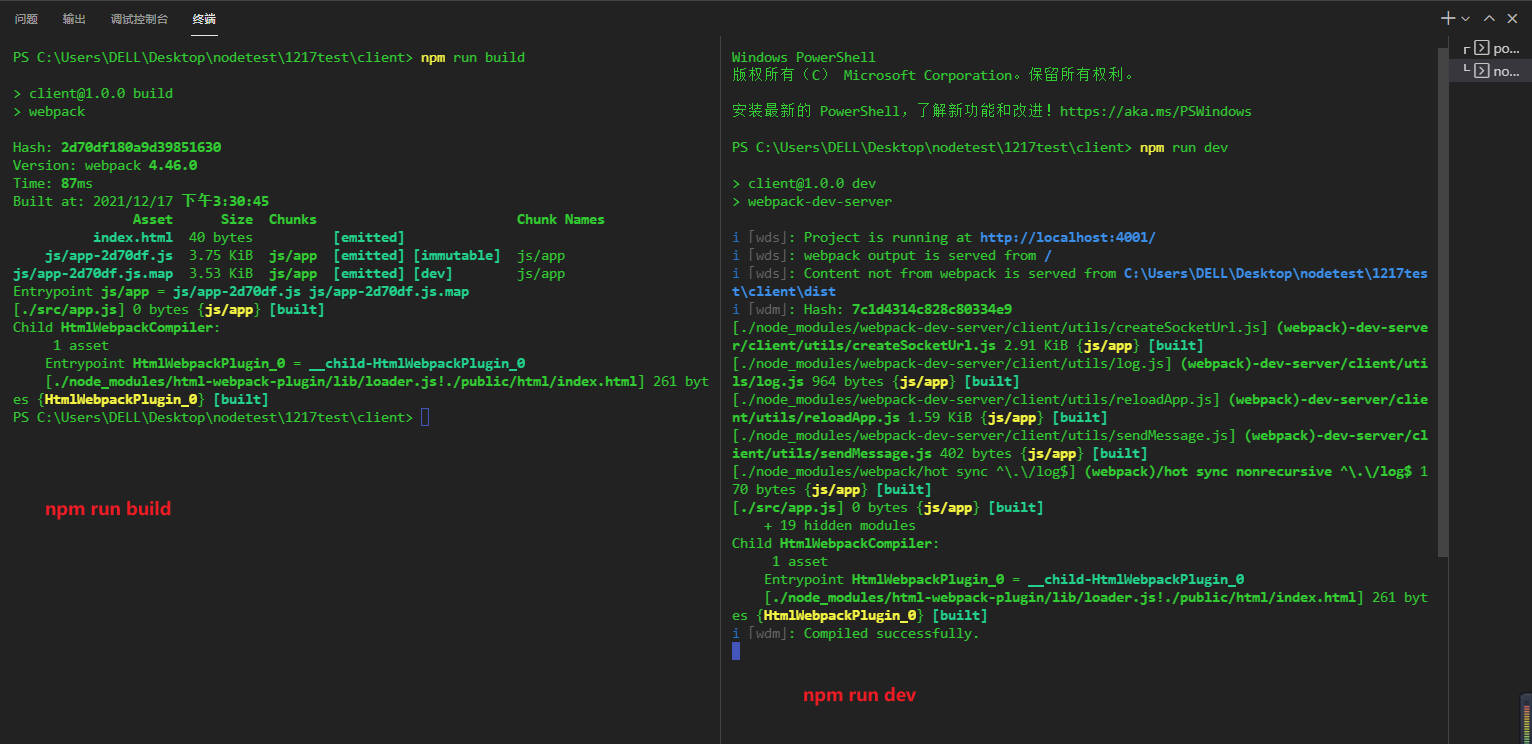 问题 输出 调试控制台 终端
PS C:\Users\DELL\Desktop\nodetest\1217test\client> npm run build
> client@1.0.0 build
> webpack
Hash: 2d70df180a9d39851630
Version: webpack 4.46.0
Time: 87ms
Built at: 2021/12/17 下午3:30:45
Asset Size Chunks Chunk Names
index.html 40 bytes [emitted]
js/app-2d70df.js 3.75 KiB js/app [emitted] [immutable] js/app
js/app-2d70df.js.map 3.53 KiB js/app [emitted] [dev] js/app
Entrypoint js/app = js/app-2d70df.js js/app-2d70df.js.map
[./src/app.js] 0 bytes {js/app} [built]
Child HtmlWebpackCompiler:
1 asset
Entrypoint HtmlWebpackPlugin_0 = __child-HtmlWebpackPlugin_0
[./node_modules/html-webpack-plugin/lib/loader.js!./public/html/index.html] 261 byt
es {HtmlWebpackPlugin_0} [built]
PS C:\Users\DELL\Desktop\nodetest\1217test\client>
npm run build
Windows PowerShell
版权所有（C） Microsoft Corporation。保留所有权利。
安装最新的 PowerShell，了解新功能和改进！https://aka.ms/PSWindows
PS C:\Users\DELL\Desktop\nodetest\1217test\client> npm run dev
> client@1.0.0 dev
> webpack-dev-server
i ｢wds｣: Project is running at http://localhost:4001/
i ｢wds｣: webpack output is served from /
i ｢wds｣: Content not from webpack is served from C:\Users\DELL\Desktop\nodetest\1217tes
t\client\dist
i ｢wdm｣: Hash: 7c1d4314c828c80334e9
[./node_modules/webpack-dev-server/client/utils/createSocketUrl.js] (webpack)-dev-serve
r/client/utils/createSocketUrl.js 2.91 KiB {js/app} [built]
[./node_modules/webpack-dev-server/client/utils/log.js] (webpack)-dev-server/client/uti
ls/log.js 964 bytes {js/app} [built]
[./node_modules/webpack-dev-server/client/utils/reloadApp.js] (webpack)-dev-server/clie
nt/utils/reloadApp.js 1.59 KiB {js/app} [built]
[./node_modules/webpack-dev-server/client/utils/sendMessage.js] (webpack)-dev-server/cl
ient/utils/sendMessage.js 402 bytes {js/app} [built]
[./node_modules/webpack/hot sync ^\.\/log$] (webpack)/hot sync nonrecursive ^\.\/log$ 1
70 bytes {js/app} [built]
[./src/app.js] 0 bytes {js/app} [built]
+ 19 hidden modules
Child HtmlWebpackCompiler:
1 asset
Entrypoint HtmlWebpackPlugin_0 = __child-HtmlWebpackPlugin_0
[./node_modules/html-webpack-plugin/lib/loader.js!./public/html/index.html] 261 byt
es {HtmlWebpackPlugin_0} [built]
i ｢wdm｣: Compiled successfully.
npm run dev
po...
no...